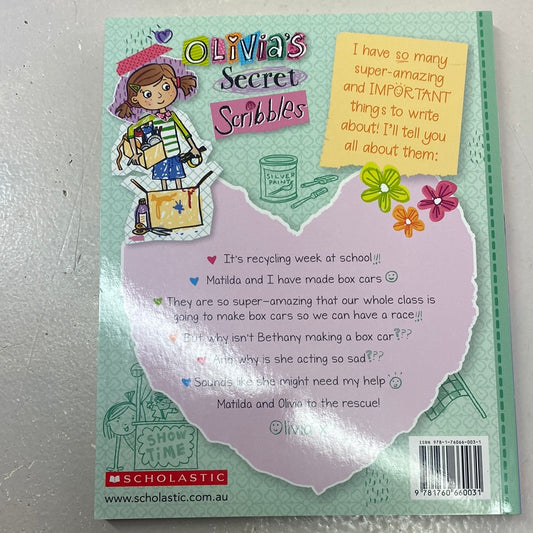 OLIVIA'S
Secret
Scribbles
I have so many
super-amazing
and IMPORTANT
things to write
about! I'll tell you
all about them:
SILVER
PAINT
It's recycling week at school!!!
Matilda and I have made box cars
They are so super-amazing that our whole class is
going to make box cars so we can have a race!!!
But why isn't Bethany making a box car???
And why is she acting so sad???
Sounds like she might need my help
Matilda and Olivia to the rescue!
Olivia
SHOW
TIME
SCHOLASTIC
www.scholastic.com.au
ISBN 978-1-76066-003-1
9 781760 660031